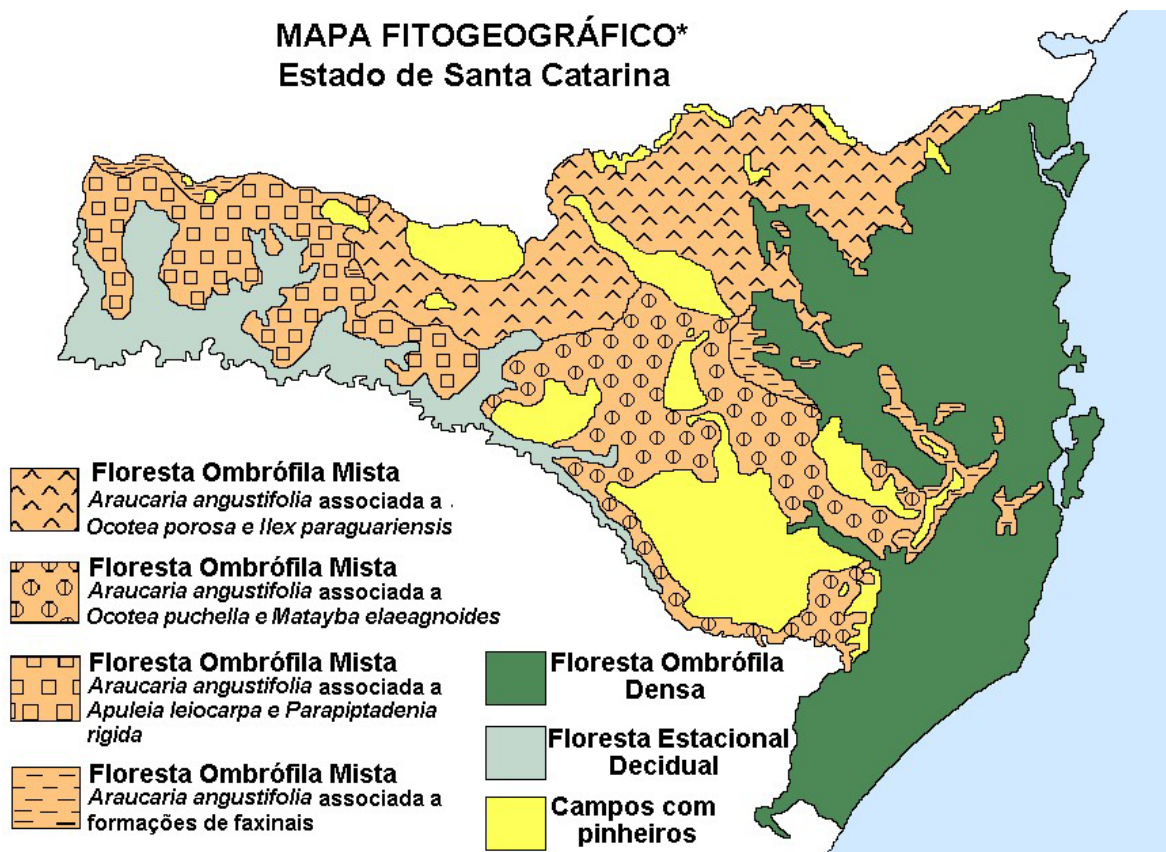 MAPA FITOGEOGRÁFICO*
Estado de Santa Catarina
Floresta Ombrófila Mista
Araucaria angustifolia associada a
Ocotea porosa e Ilex paraguariensis
Floresta Ombrófila Mista
Araucaria angustifolia associada a
Ocotea puchella e Matayba elaeagnoides
Floresta Ombrófila Mista
Araucaria angustifolia associada a
Apuleia leiocarpa e Parapiptadenia
rigida
Floresta Ombrófila Mista
Araucaria angustifolia associada a
formações de faxinais
Floresta Ombrófila
Densa
Floresta Estacional
Decidual
Campos com
pinheiros